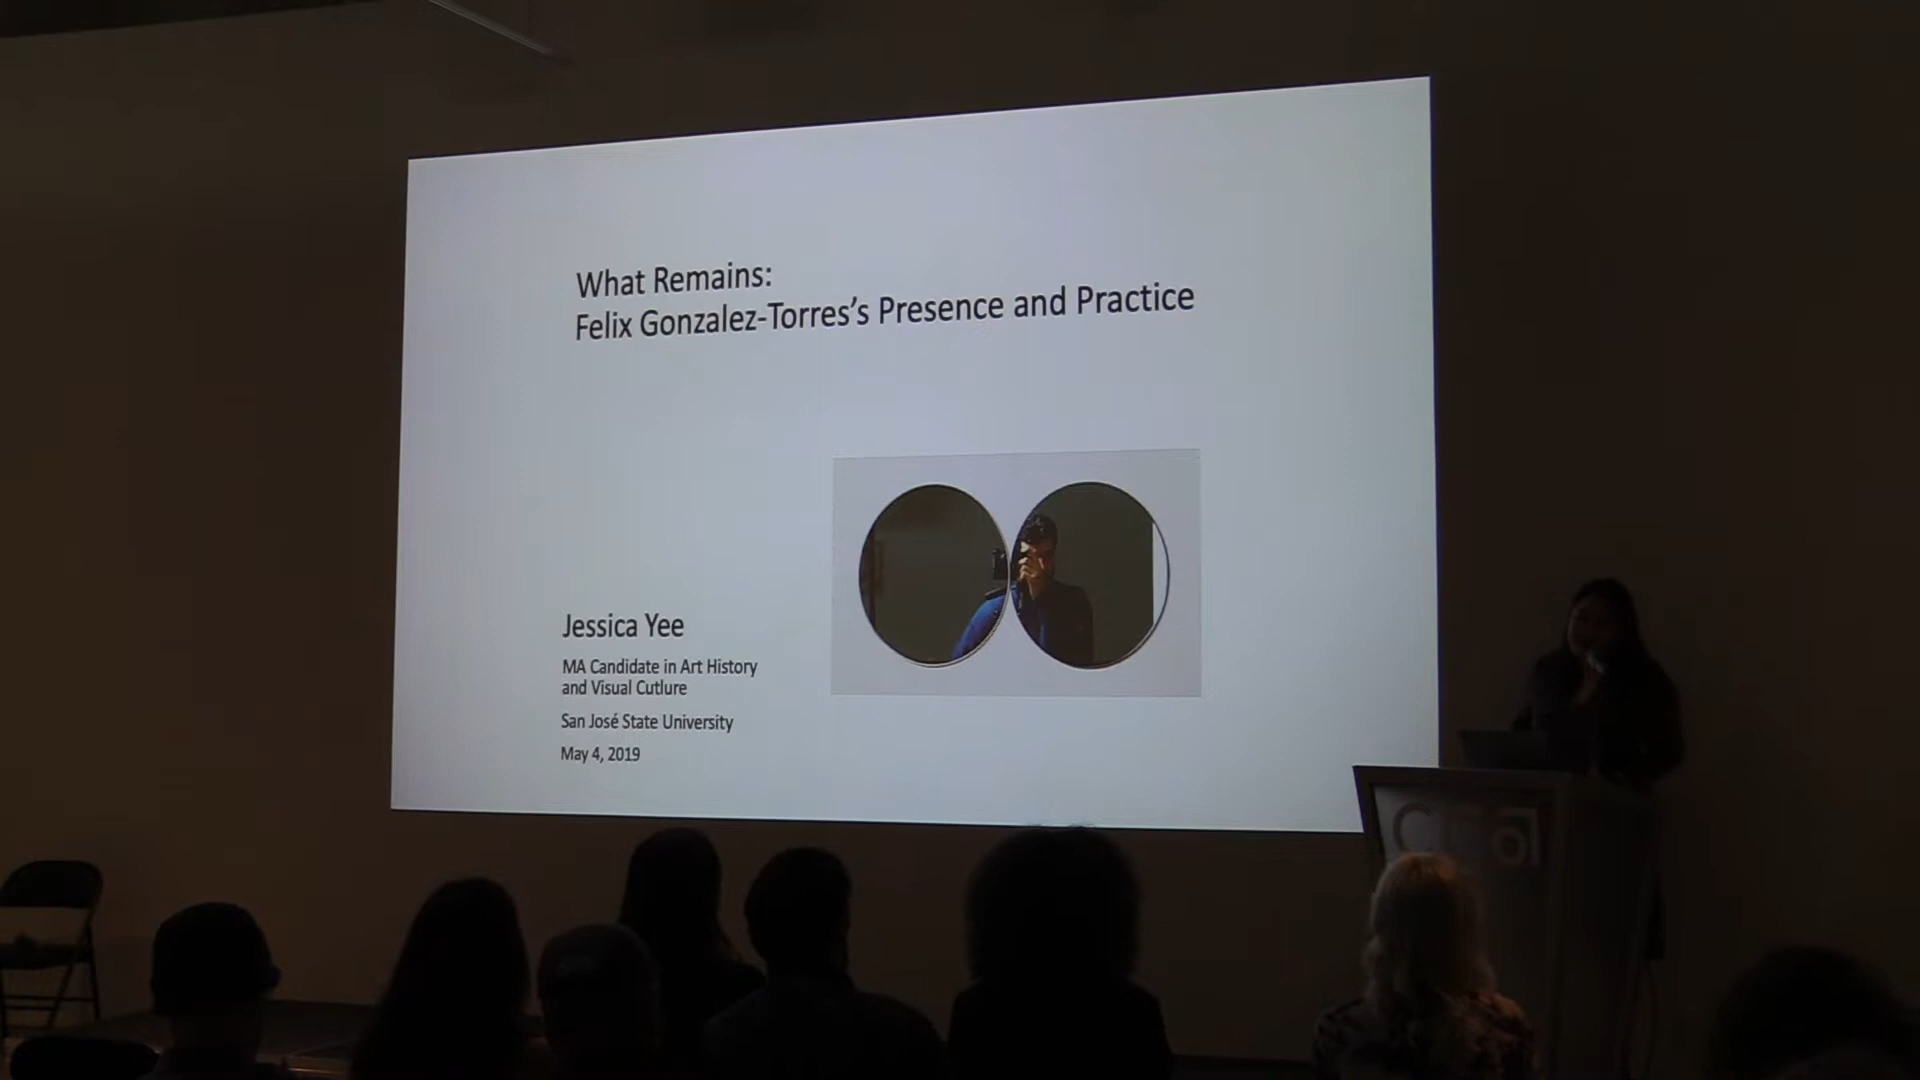 What Remains:
Felix Gonzalez-Torres's Presence and Practice
Jessica Yee
MA Candidate in Art History
and Visual Cutlure
San José State University
May 4, 2019